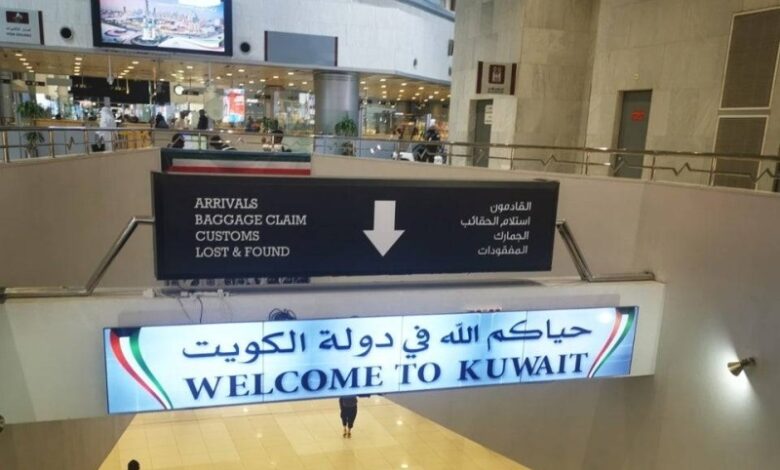 ARRIVALS
BAGGAGE CLAIM
CUSTOMS
LOST & FOUND
القادمون
استلام الحقائب
الجمارك
المفقودات
حياكم الله في دولة الكويت
WELCOME TO KUWAIT